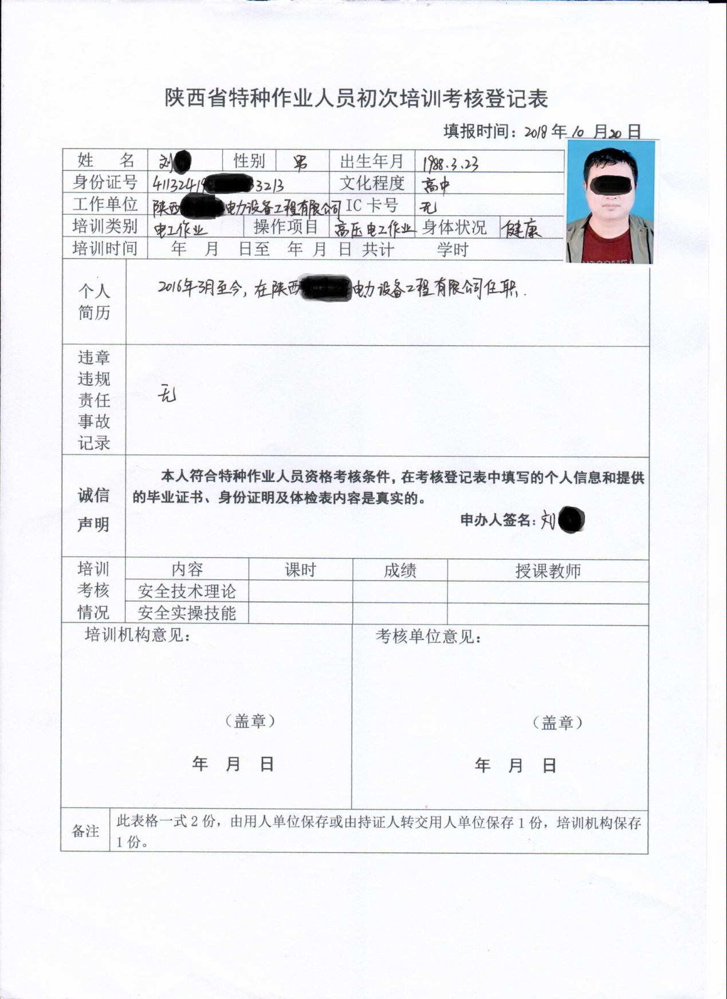 陕西省特种作业人员初次培训考核登记表
填报时间：2018年10月20日
姓 名 刘 性别 男 出生年月 1988.3.23
身份证号 41132419 33213 文化程度 高中
工作单位 陕西 电力设备工程有限公司 IC卡号 无
培训类别 电工作业 操作项目 高压电工作业 身体状况 健康
培训时间 年 月 日至 年 月 日 共计 学时
个人
简历
2016年3月至今，在陕西 电力设备工程有限公司任职.
违章
违规
责任
事故
记录
无
诚信
声明
本人符合特种作业人员资格考核条件，在考核登记表中填写的个人信息和提供
的毕业证书、身份证明及体检表内容是真实的。
申办人签名：刘
培训
考核
情况
内容 课时 成绩 授课教师
安全技术理论
安全实操技能
培训机构意见：
（盖章）
年 月 日
考核单位意见：
（盖章）
年 月 日
备注
此表格一式2份，由用人单位保存或由持证人转交用人单位保存1份，培训机构保存
1份。